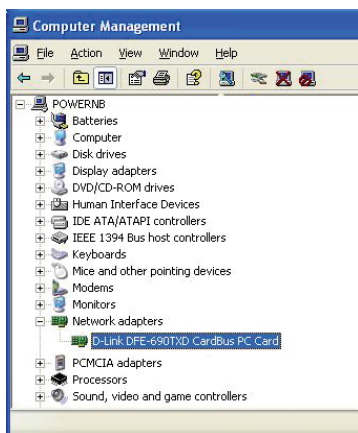 Computer Management
File Action View Window Help
POWERNB
Batteries
Computer
Disk drives
Display adapters
DVD/CD-ROM drives
Human Interface Devices
IDE ATA/ATAPI controllers
IEEE 1394 Bus host controllers
Keyboards
Mice and other pointing devices
Modems
Monitors
Network adapters
D-Link DFE-690TXD CardBus PC Card
PCMCIA adapters
Processors
Sound, video and game controllers